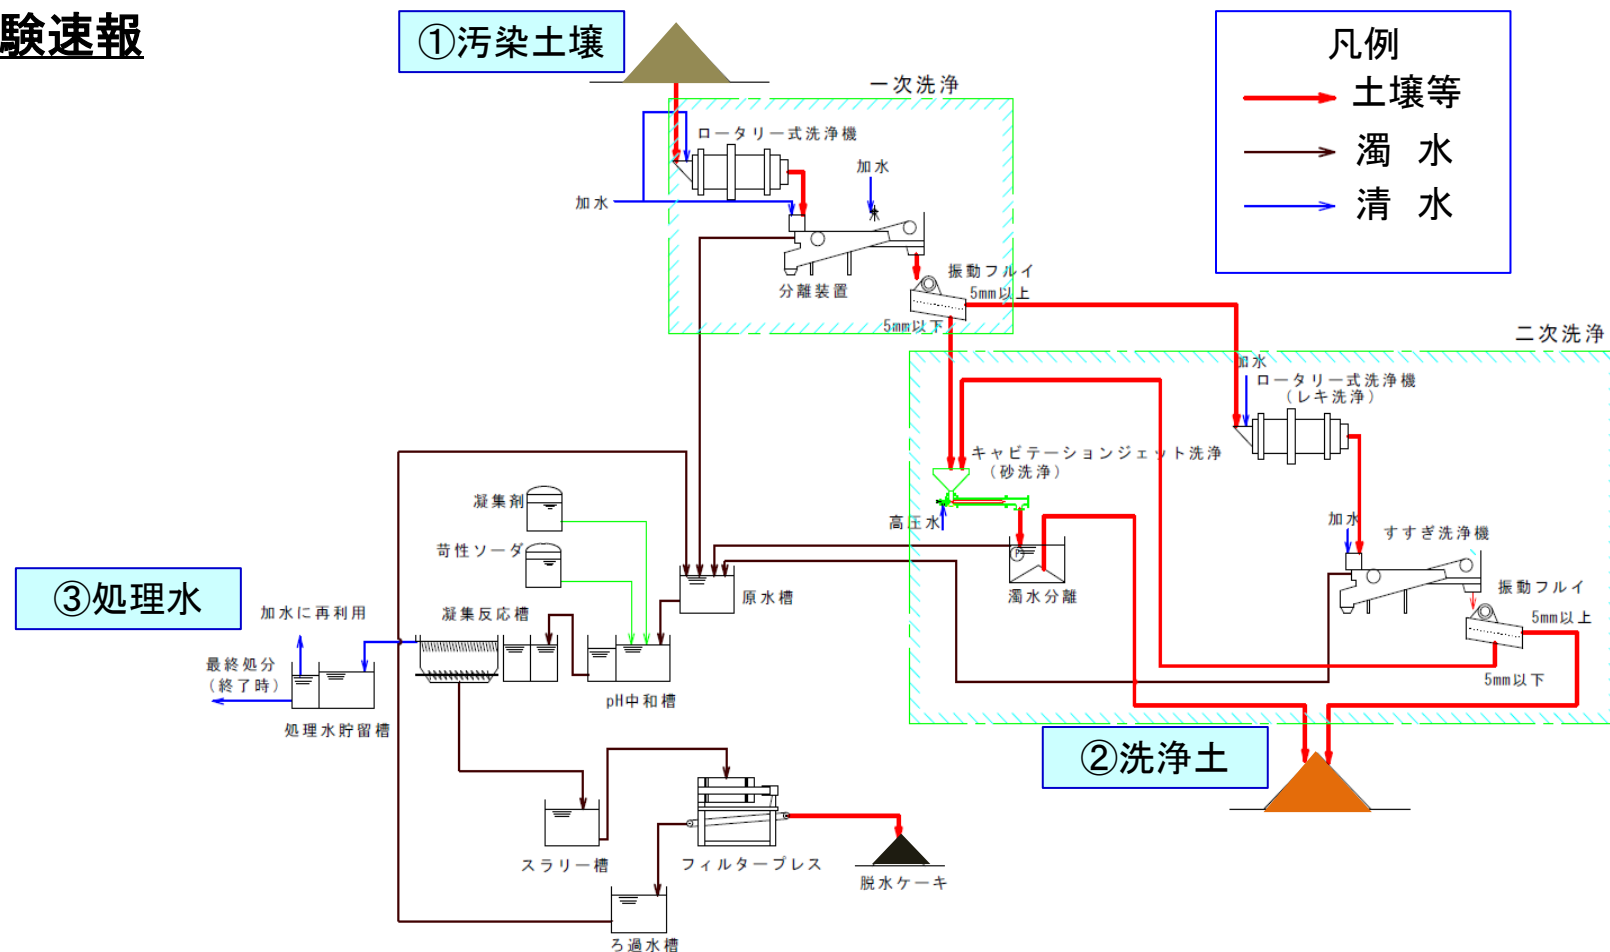 験速報
①汚染土壌
凡例
土壌等
濁 水
清 水
一次洗浄
ロータリー式洗浄機
加水
加水
分離装置
振動フルイ
5mm以上
5mm以下
二次洗浄
加水
ロータリー式洗浄機
（レキ洗浄）
キャビテーションジェット洗浄
（砂洗浄）
高圧水
P
濁水分離
加水
すすぎ洗浄機
振動フルイ
5mm以上
5mm以下
凝集剤
苛性ソーダ
原水槽
③処理水
加水に再利用
凝集反応槽
最終処分
（終了時）
pH中和槽
処理水貯留槽
②洗浄土
スラリー槽
フィルタープレス
脱水ケーキ
ろ過水槽